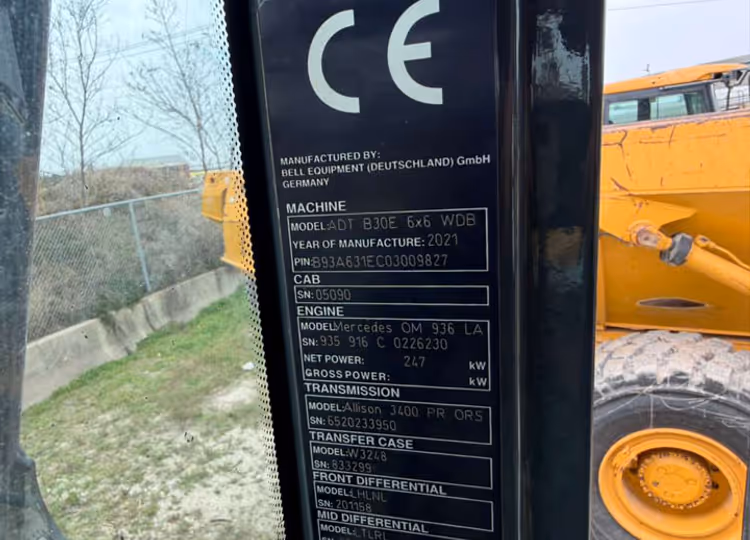 CE
MANUFACTURED BY:
BELL EQUIPMENT (DEUTSCHLAND) GmbH
GERMANY
MACHINE
MODEL:ADT B30E 6x6 WDB
YEAR OF MANUFACTURE: 2021
PIN:B93A631EC03009827
CAB
SN: 05090
ENGINE
MODEL:Mercedes OM 936 LA
SN: 935 916 C 0226230
NET POWER: 247 kW
GROSS POWER: kW
TRANSMISSION
MODEL:Allison 3400 PR ORS
SN: 6520233950
TRANSFER CASE
MODEL:W3248
SN: 833299
FRONT DIFFERENTIAL
MODEL:LHLNL
SN: 201158
MID DIFFERENTIAL
MODEL:LTLRL